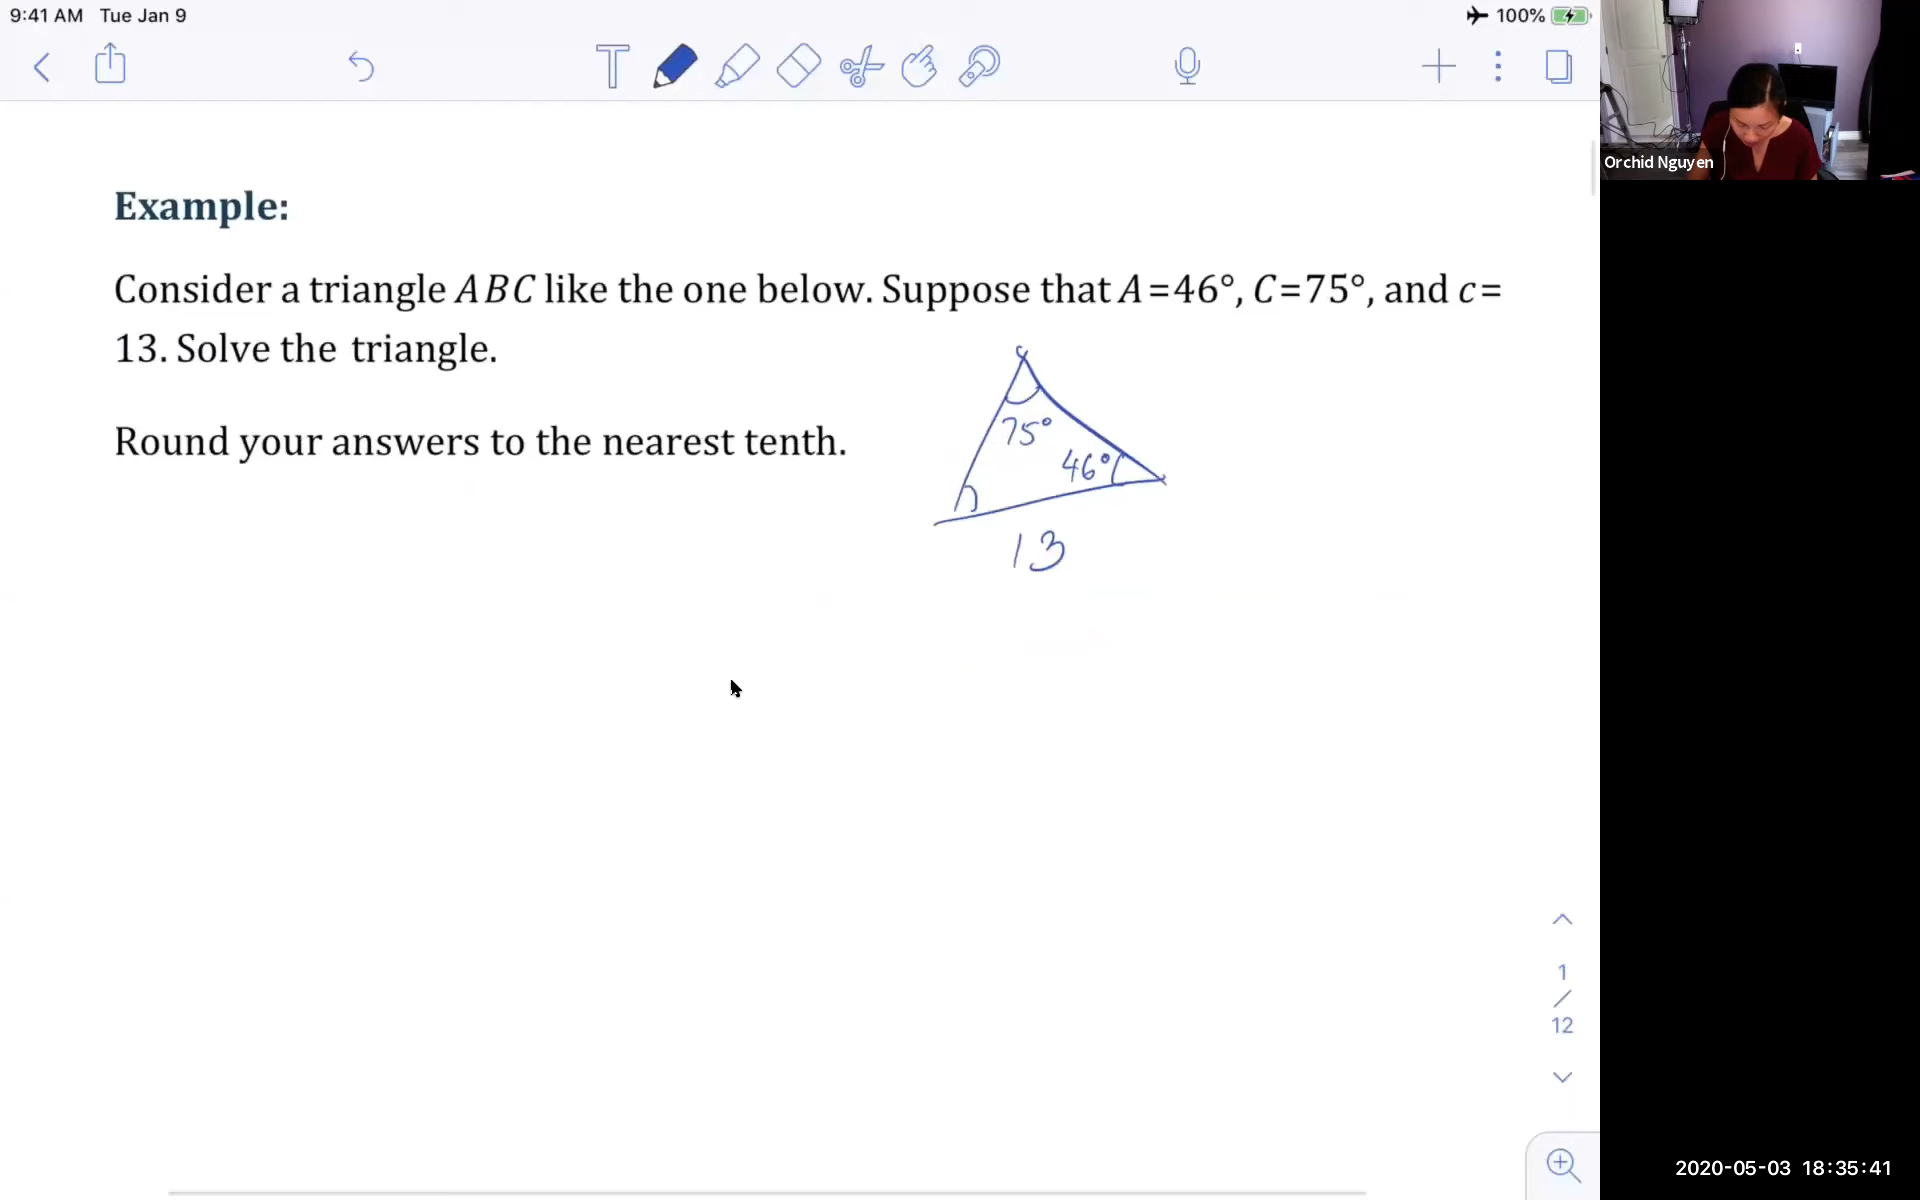 9:41 AM Tue Jan 9
100%
Orchid Nguyen
Example:
Consider a triangle ABC like the one below. Suppose that A=46°, C=75°, and c=
13. Solve the triangle.
Round your answers to the nearest tenth.
75°
46°
13
1
/
12
2020-05-03 18:35:41